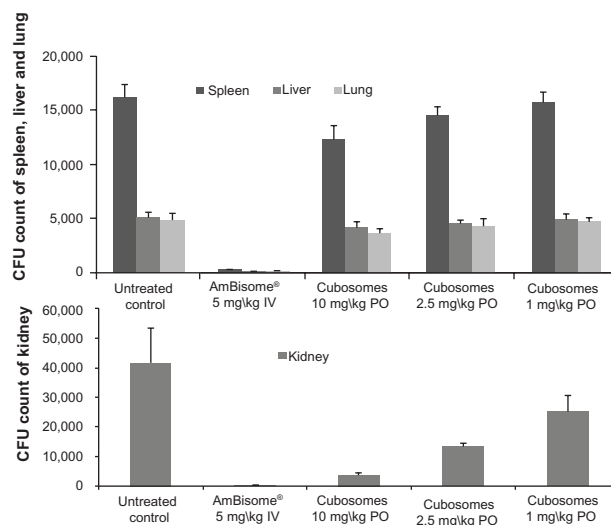 20,000
Spleen Liver Lung
15,000
10,000
5,000
0
CFU count of spleen, liver and lung
Untreated AmBisome® Cubosomes Cubosomes Cubosomes
control 5 mg\kg IV 10 mg\kg PO 2.5 mg\kg PO 1 mg\kg PO
60,000
50,000
Kidney
40,000
30,000
20,000
10,000
0
CFU count of kidney
Untreated AmBisome® Cubosomes Cubosomes Cubosomes
control 5 mg\kg IV 10 mg\kg PO 2.5 mg\kg PO 1 mg\kg PO